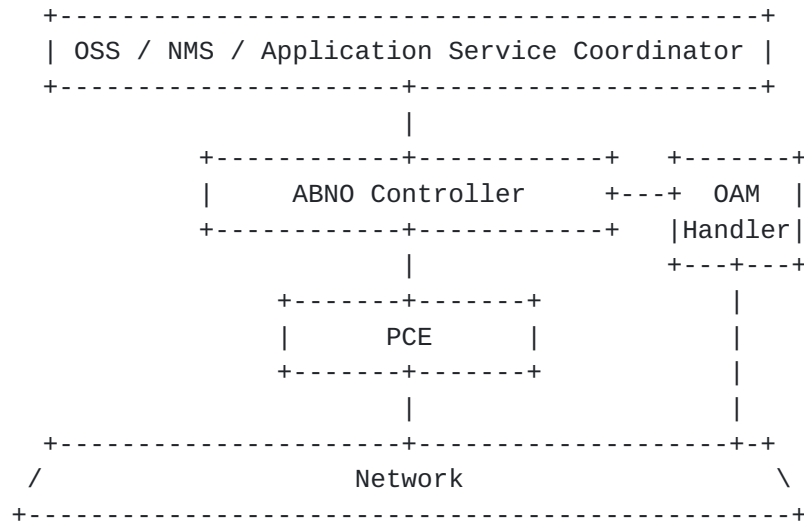 OSS / NMS / Application Service Coordinator
ABNO Controller OAM
Handler
PCE
Network